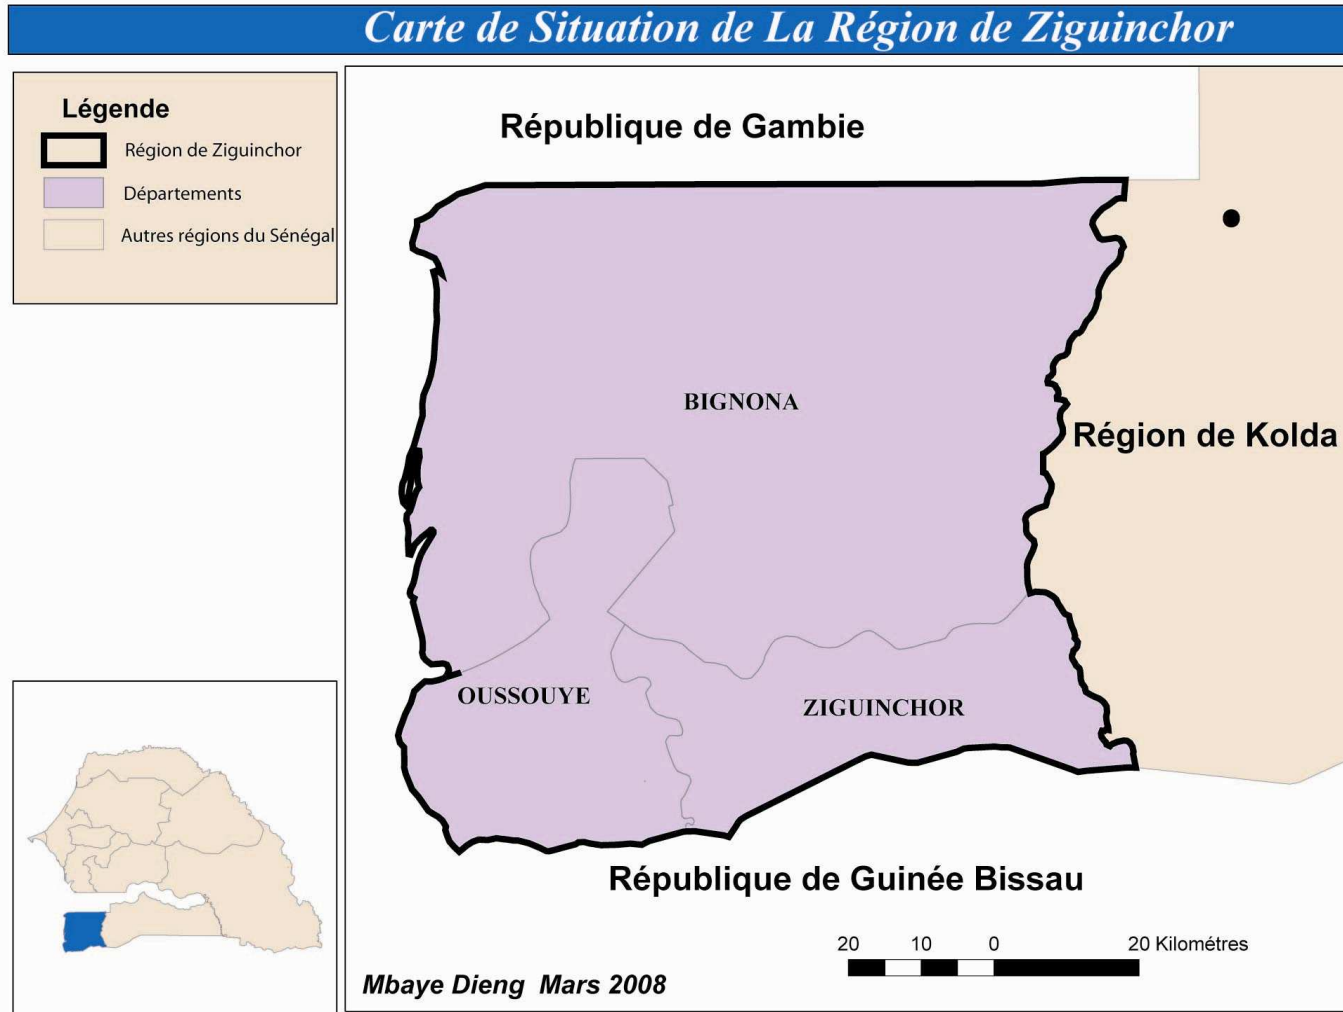 Carte de Situation de La Région de Ziguinchor
Légende
Région de Ziguinchor
Départements
Autres régions du Sénégal
République de Gambie
BIGNONA
Région de Kolda
OUSSOUYE
ZIGUINCHOR
République de Guinée Bissau
20 10 0 20 Kilométres
Mbaye Dieng Mars 2008